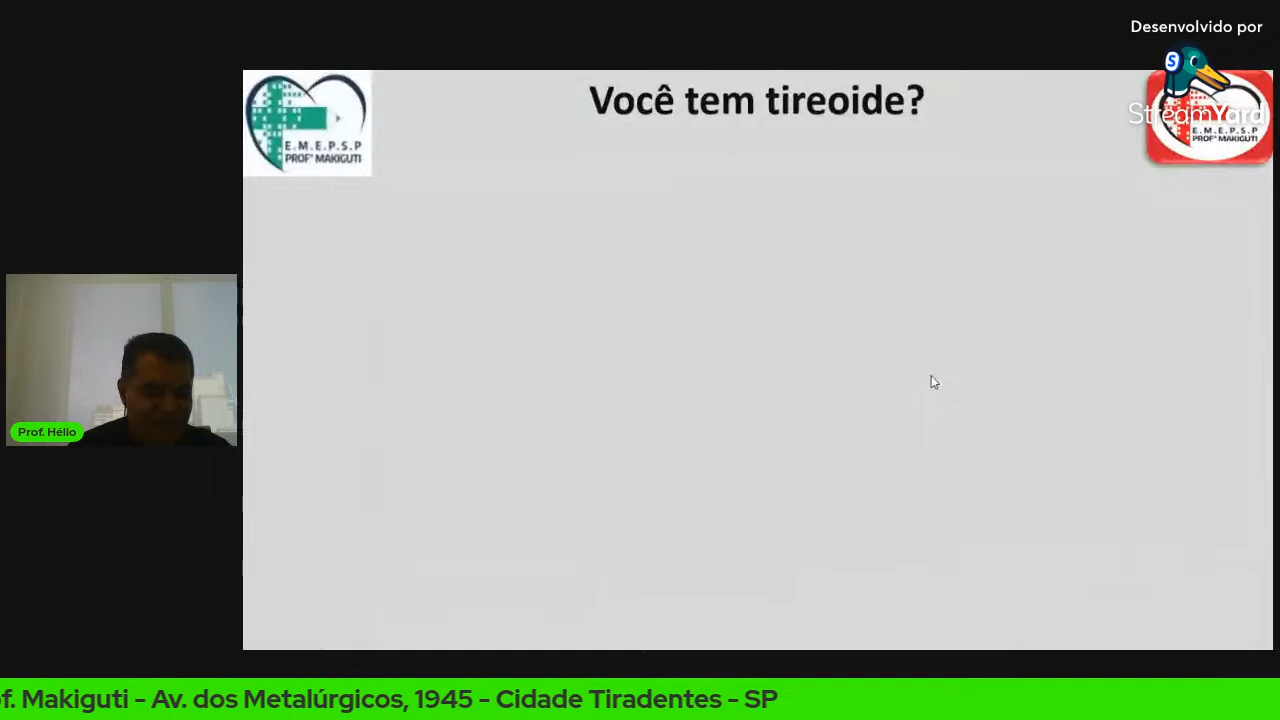 Desenvolvido por
S
StreamYard
Você tem tireoide?
E.M.E.P.S.P
PROFº MAKIGUTI
E.M.E.P.S.P
PROFº MAKIGUTI
Prof. Hélio
of. Makiguti - Av. dos Metalúrgicos, 1945 - Cidade Tiradentes - SP